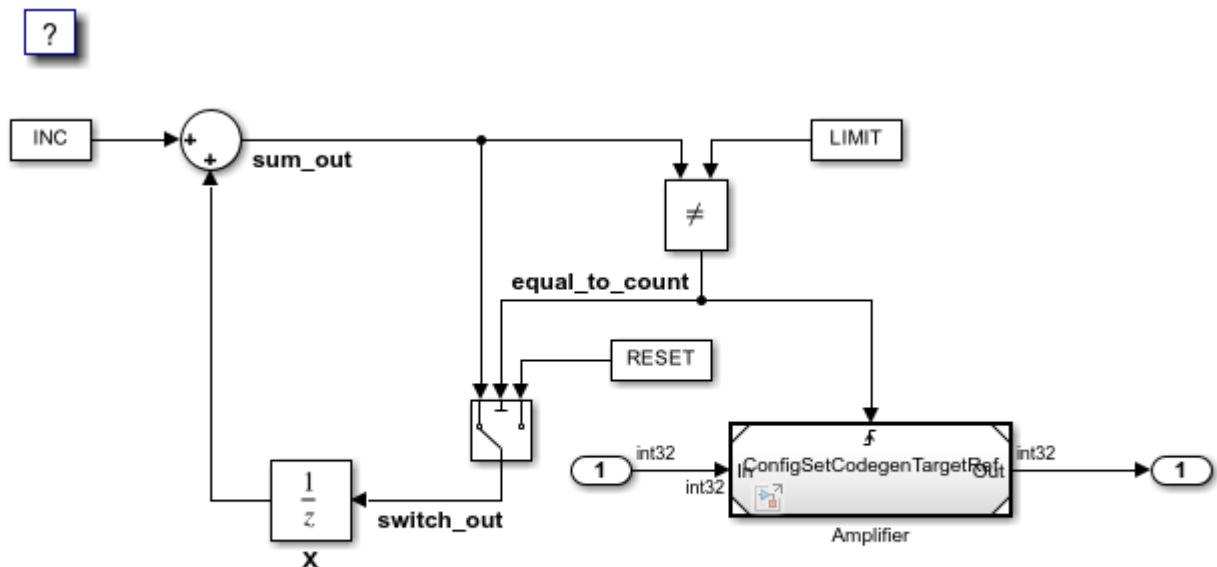 ?
INC
+
+
sum_out
LIMIT
≠
equal_to_count
RESET
1
z
X
switch_out
1
int32
int32
In
ConfigSetCodegenTargetRef
Out
int32
1
Amplifier